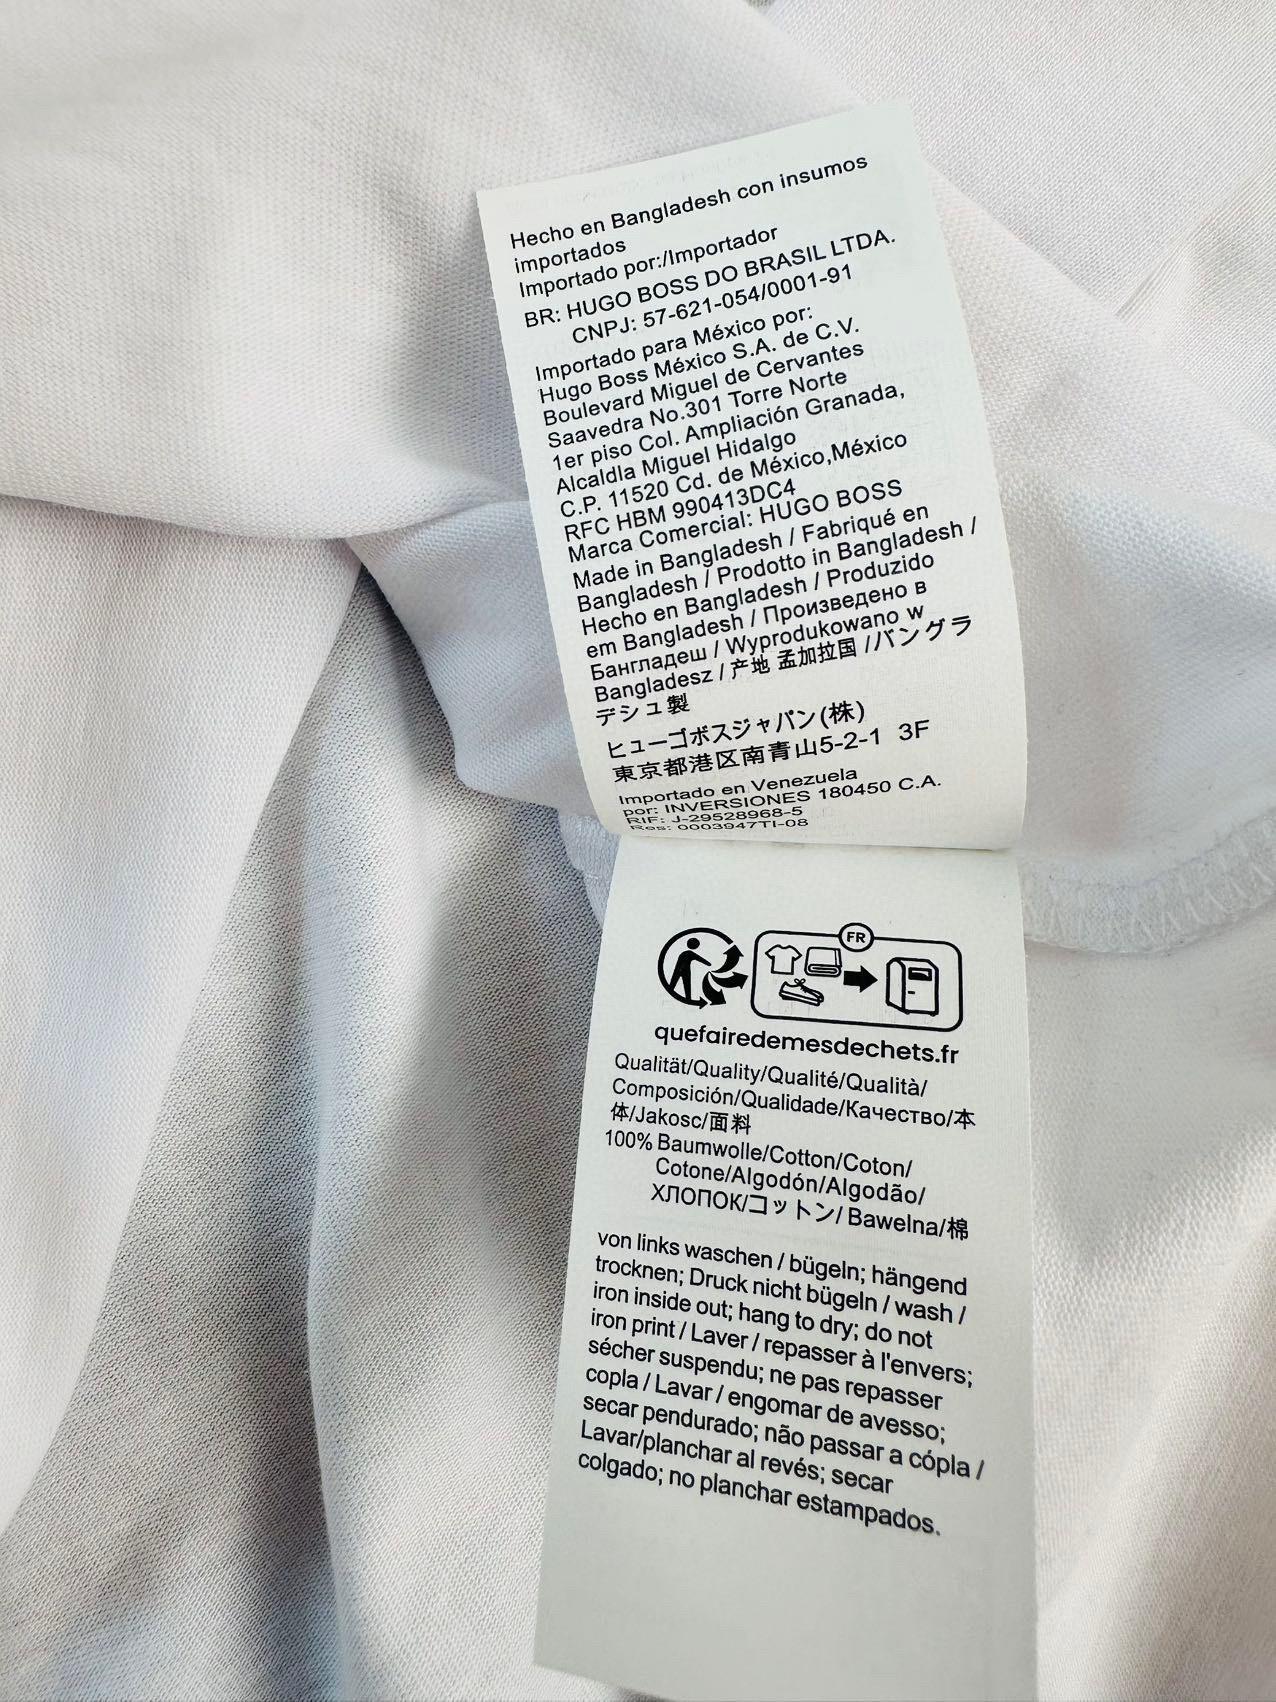 Hecho en Bangladesh con insumos
importados
Importado por:/Importador
BR: HUGO BOSS DO BRASIL LTDA.
CNPJ: 57-621-054/0001-91
Importado para México por:
Hugo Boss México S.A. de C.V.
Boulevard Miguel de Cervantes
Saavedra No.301 Torre Norte
1er piso Col. Ampliación Granada,
Alcaldla Miguel Hidalgo
C.P. 11520 Cd. de México,México
RFC HBM 990413DC4
Marca Comercial: HUGO BOSS
Made in Bangladesh / Fabriqué en
Bangladesh / Prodotto in Bangladesh /
Hecho en Bangladesh / Produzido
em Bangladesh / Произведено в
Бангладеш / Wyprodukowano w
Bangladesz / 产地 孟加拉国 /バングラ
デシュ製
ヒューゴボスジャパン(株)
東京都港区南青山5-2-1 3F
Importado en Venezuela
por: INVERSIONES 180450 C.A.
RIF: J-29528968-5
Res: 0003947TI-08
FR
quefairedemesdechets.fr
Qualität/Quality/Qualité/Qualità/
Composición/Qualidade/Качество/本
体/Jakosc/面料
100% Baumwolle/Cotton/Coton/
Cotone/Algodón/Algodão/
ХЛОПОК/コットン/ Bawelna/棉
von links waschen / bügeln; hängend
trocknen; Druck nicht bügeln / wash /
iron inside out; hang to dry; do not
iron print / Laver / repasser à l'envers;
sécher suspendu; ne pas repasser
copla / Lavar / engomar de avesso;
secar pendurado; não passar a cópla /
Lavar/planchar al revés; secar
colgado; no planchar estampados.